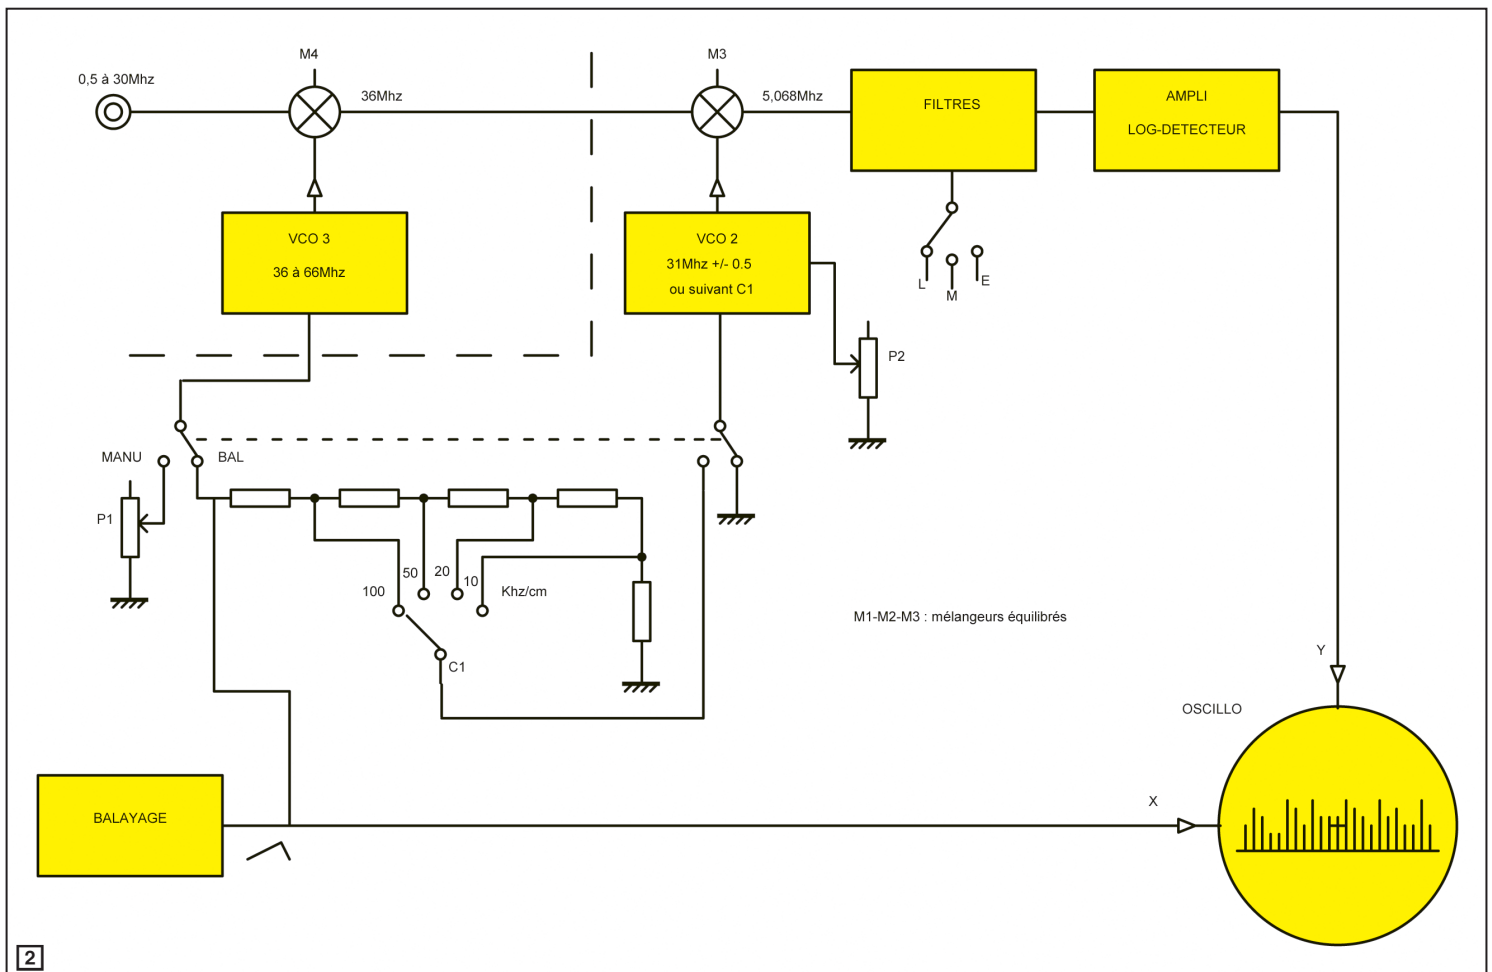 M4
M3
0,5 à 30Mhz
36Mhz
5,068Mhz
FILTRES
AMPLI
LOG-DETECTEUR
VCO 3
36 à 66Mhz
VCO 2
31Mhz +/- 0.5
ou suivant C1
L
M
E
P2
MANU
BAL
P1
100
50
20
10
Khz/cm
C1
M1-M2-M3 : mélangeurs équilibrés
Y
OSCILLO
X
BALAYAGE
2